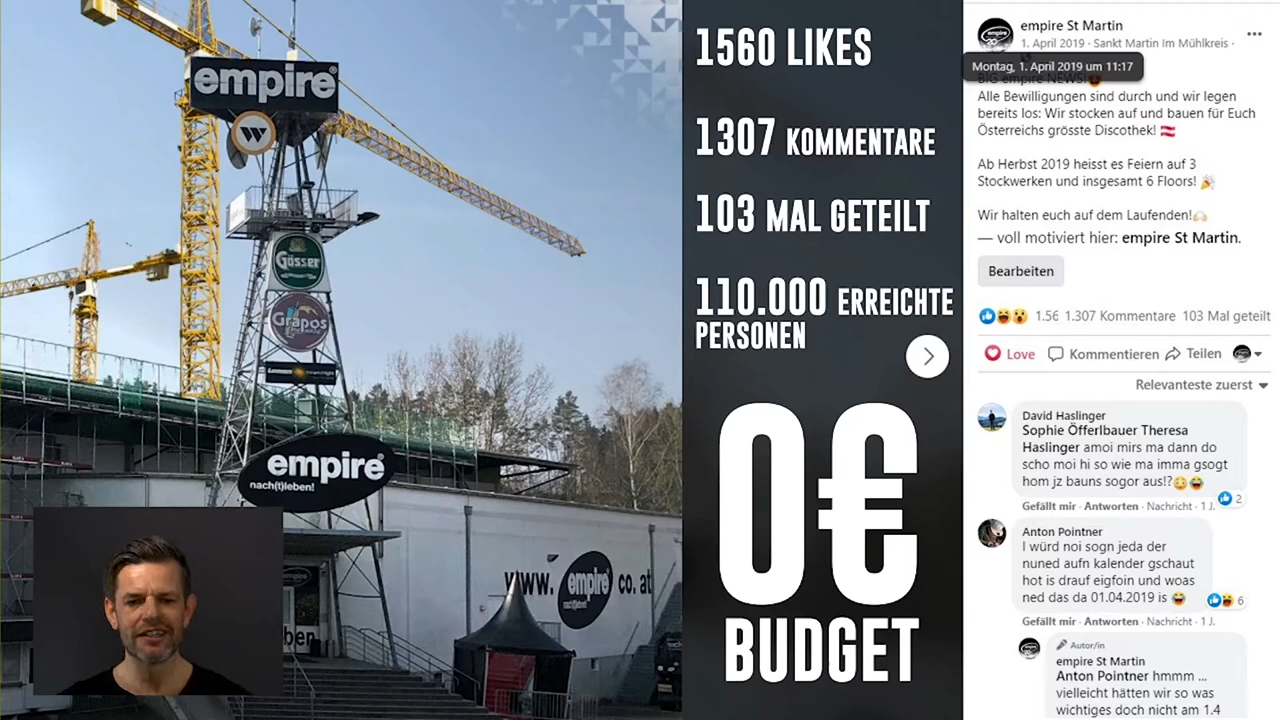 empire®
W
Gösser
Grapos
empire®
nach(t)leben!
www. empire co. at
nach(t)leben!
empire
ben
1560 LIKES
1307 KOMMENTARE
103 MAL GETEILT
110.000 ERREICHTE
PERSONEN
0€
BUDGET
empire St Martin
1. April 2019 · Sankt Martin Im Mühlkreis ·
Montag, 1. April 2019 um 11:17
BIG empire NEWS!😍
Alle Bewilligungen sind durch und wir legen
bereits los: Wir stocken auf und bauen für Euch
Österreichs grösste Discothek! 🇦🇹
Ab Herbst 2019 heisst es Feiern auf 3
Stockwerken und insgesamt 6 Floors! 🎉
Wir halten euch auf dem Laufenden!🙌🏻
— voll motiviert hier: empire St Martin.
Bearbeiten
1.56 1.307 Kommentare 103 Mal geteilt
Love Kommentieren Teilen
Relevanteste zuerst
David Haslinger
Sophie Öfferlbauer Theresa
Haslinger amoi mirs ma dann do
scho moi hi so wie ma imma gsogt
hom jz bauns sogor aus!?😳😂
2
Gefällt mir · Antworten · Nachricht · 1 J.
Anton Pointner
I würd noi sogn jeda der
nuned aufn kalender gschaut
hot is drauf eigfoin und woas
ned das da 01.04.2019 is 😂
6
Gefällt mir · Antworten · Nachricht · 1 J.
Autor/in
empire St Martin
Anton Pointner hmmm ...
vielleicht hätten wir so was
wichtiges doch nicht am 1.4